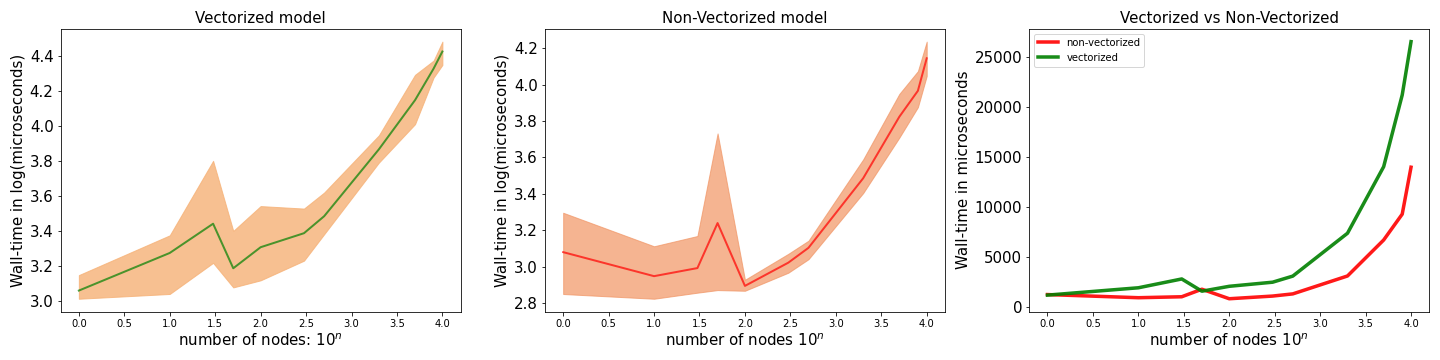 Vectorized model
Wall-time in log(microseconds)
4.4
4.2
4.0
3.8
3.6
3.4
3.2
3.0
0.0 0.5 1.0 1.5 2.0 2.5 3.0 3.5 4.0
number of nodes: 10^n
Non-Vectorized model
Wall-time in log(microseconds)
4.2
4.0
3.8
3.6
3.4
3.2
3.0
2.8
0.0 0.5 1.0 1.5 2.0 2.5 3.0 3.5 4.0
number of nodes 10^n
Vectorized vs Non-Vectorized
non-vectorized
vectorized
Wall-time in microseconds
25000
20000
15000
10000
5000
0
0.0 0.5 1.0 1.5 2.0 2.5 3.0 3.5 4.0
number of nodes 10^n